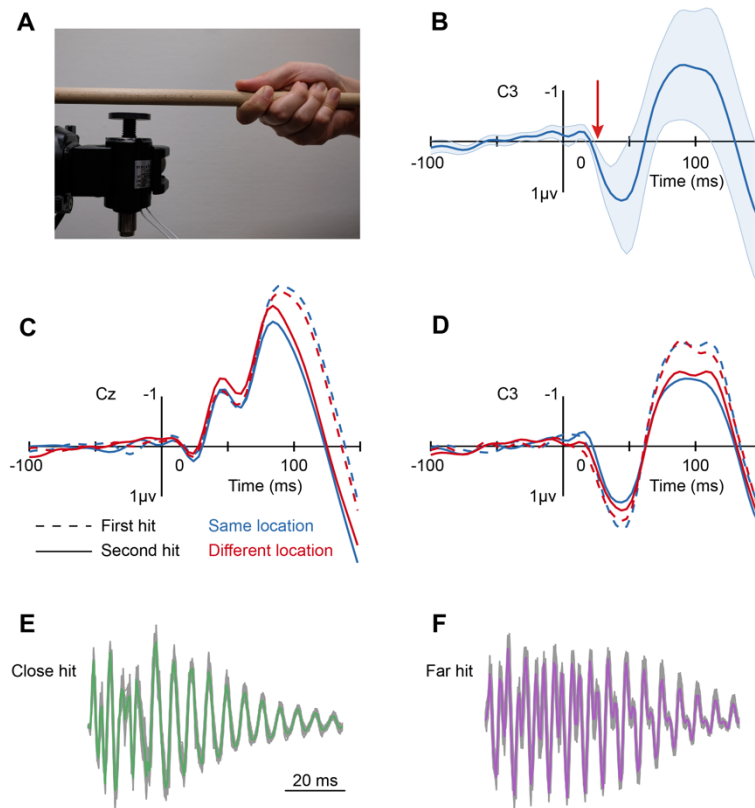 A
B
C3
-1
-100
0
100
Time (ms)
1μv
C
Cz
-1
-100
0
100
1μv
Time (ms)
First hit
Same location
Second hit
Different location
D
C3
-1
-100
0
100
1μv
Time (ms)
E
Close hit
20 ms
F
Far hit